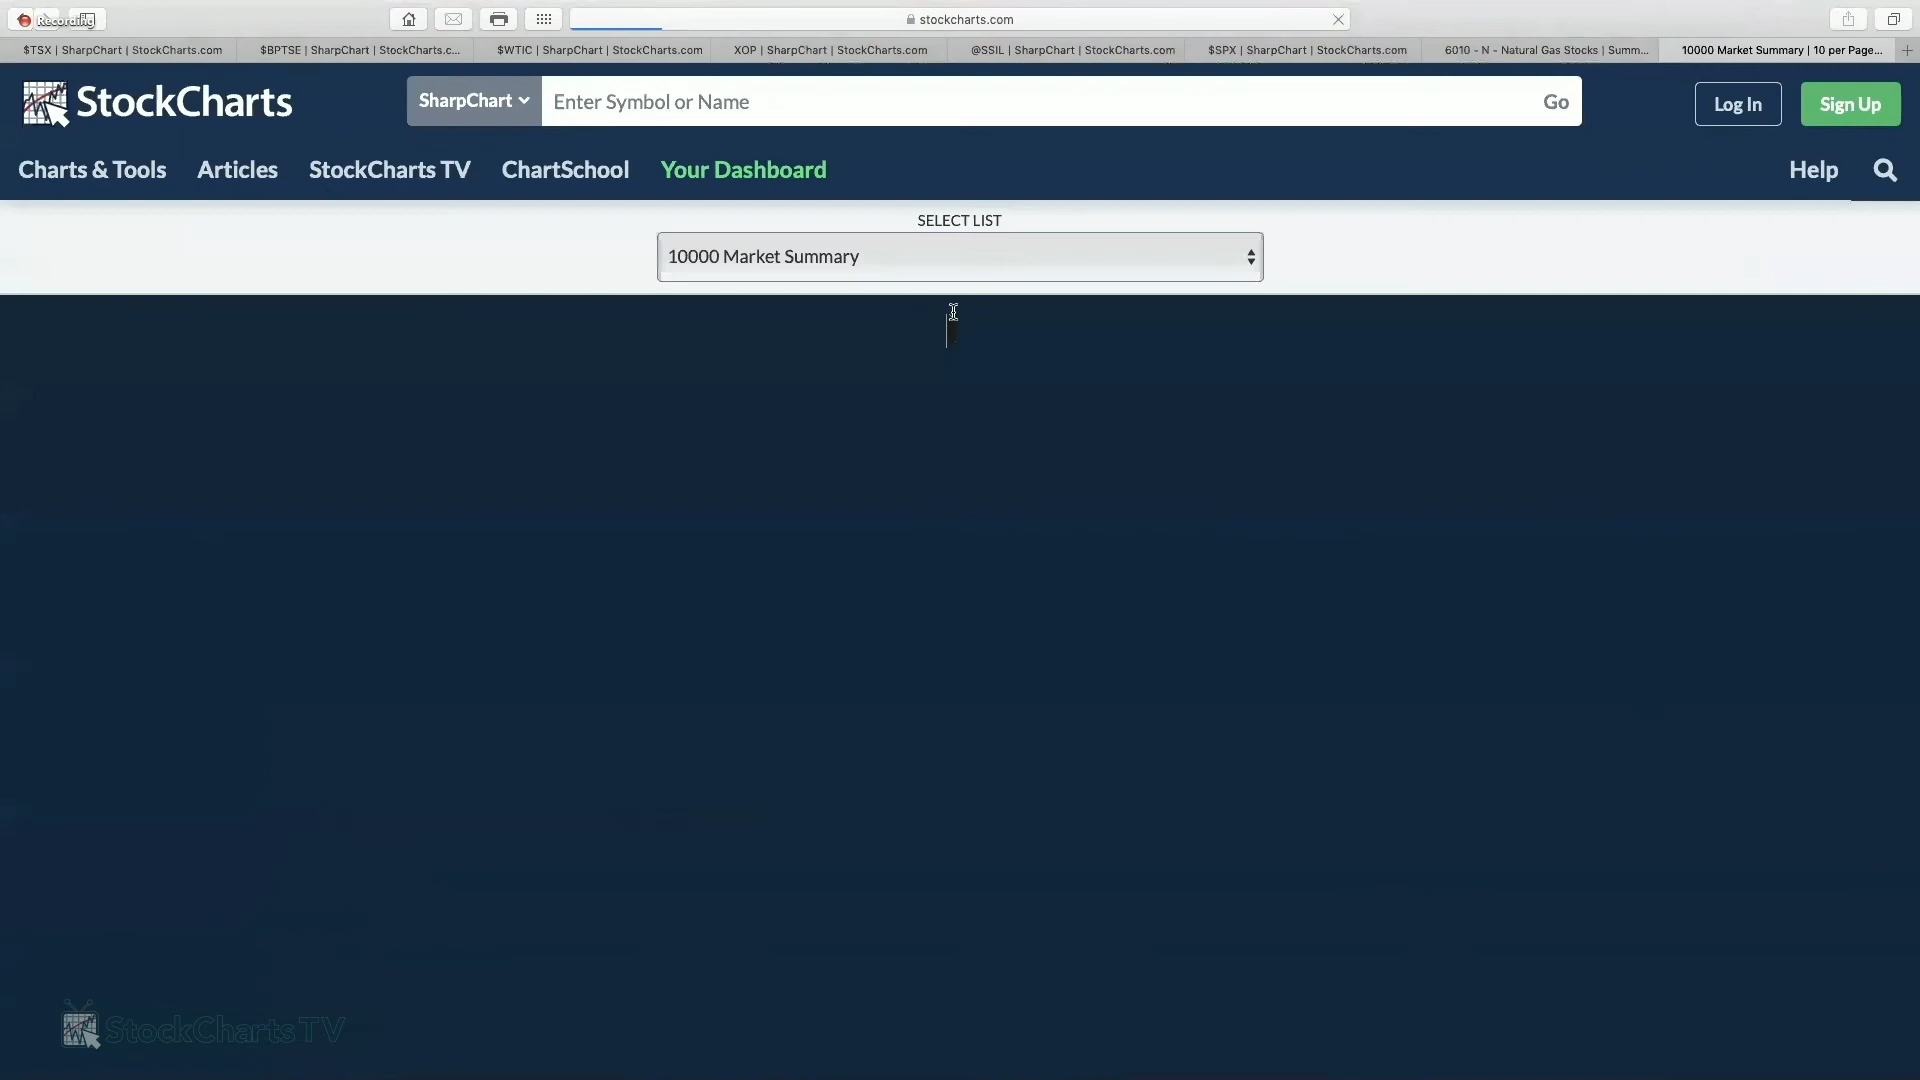 Recording
stockcharts.com
$TSX | SharpChart | StockCharts.com
$BPTSE | SharpChart | StockCharts.c...
$WTIC | SharpChart | StockCharts.com
XOP | SharpChart | StockCharts.com
@SSIL | SharpChart | StockCharts.com
$SPX | SharpChart | StockCharts.com
6010 - N - Natural Gas Stocks | Summ...
10000 Market Summary | 10 per Page...
StockCharts
SharpChart
Enter Symbol or Name
Go
Log In
Sign Up
Charts & Tools
Articles
StockCharts TV
ChartSchool
Your Dashboard
Help
SELECT LIST
10000 Market Summary
StockCharts TV